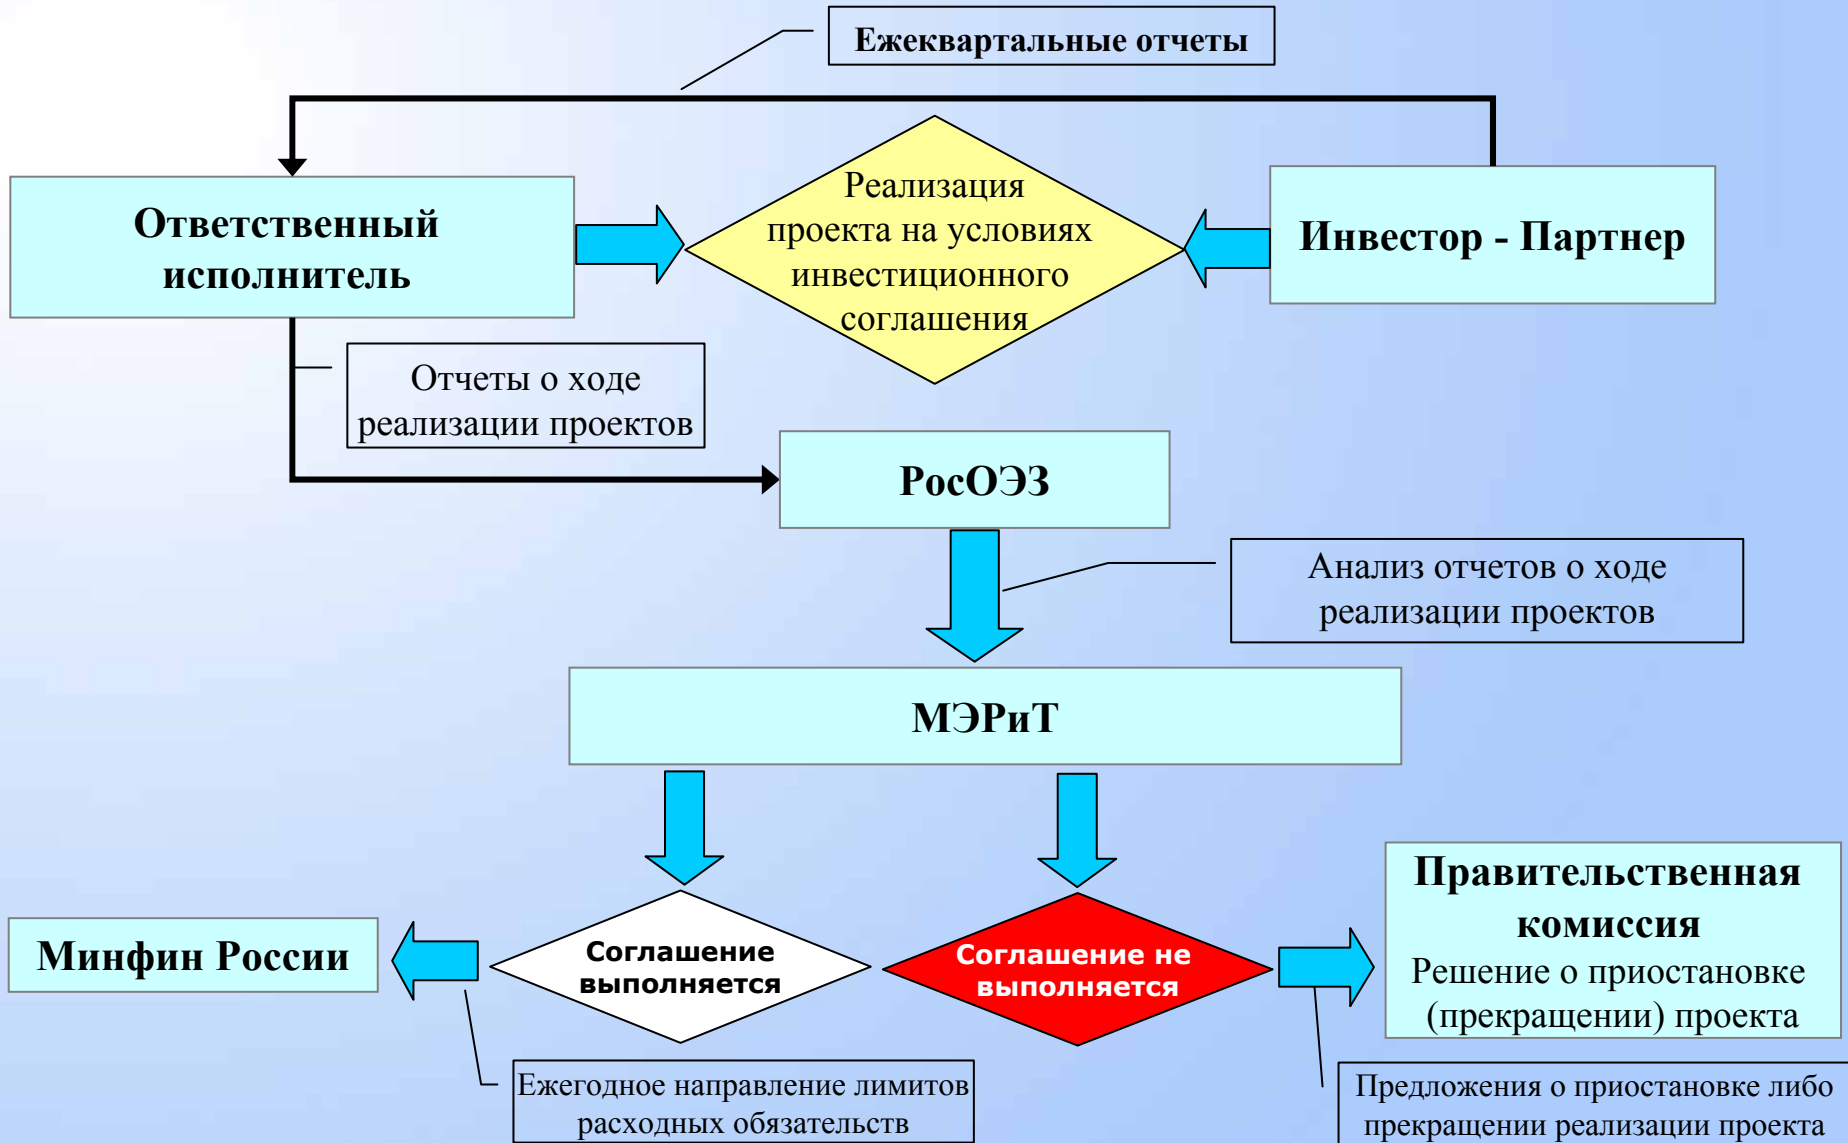 Ежеквартальные отчеты
Ответственный
исполнитель
Реализация
проекта на условиях
инвестиционного
соглашения
Инвестор - Партнер
Отчеты о ходе
реализации проектов
РосОЭЗ
Анализ отчетов о ходе
реализации проектов
МЭРиТ
Минфин России
Соглашение
выполняется
Соглашение не
выполняется
Правительственная
комиссия
Решение о приостановке
(прекращении) проекта
Ежегодное направление лимитов
расходных обязательств
Предложения о приостановке либо
прекращении реализации проекта